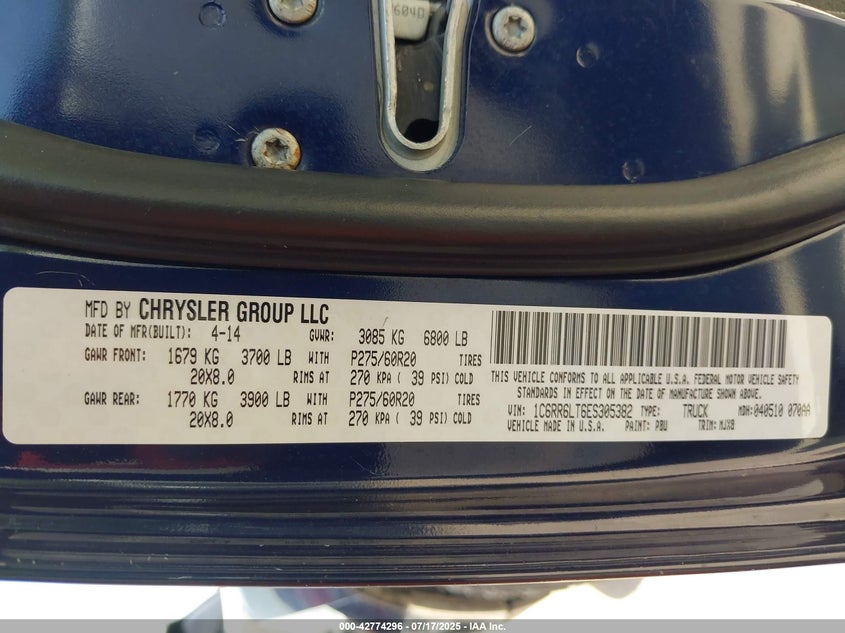 604D
MFD BY CHRYSLER GROUP LLC
DATE OF MFR(BUILT): 4-14 GVWR: 3085 KG 6800 LB
GAWR FRONT: 1679 KG 3700 LB WITH P275/60R20 TIRES
20X8.0 RIMS AT 270 KPA ( 39 PSI) COLD
GAWR REAR: 1770 KG 3900 LB WITH P275/60R20 TIRES
20X8.0 RIMS AT 270 KPA ( 39 PSI) COLD
THIS VEHICLE CONFORMS TO ALL APPLICABLE U.S.A. FEDERAL MOTOR VEHICLE SAFETY
STANDARDS IN EFFECT ON THE DATE OF MANUFACTURE SHOWN ABOVE.
VIN: 1C6RR6LT6ES305382 TYPE: TRUCK MDH: 040510 070AA
VEHICLE MADE IN U.S.A. PAINT: PBU TRIM: MJX9
000-42774296 - 07/17/2025 - IAA Inc.